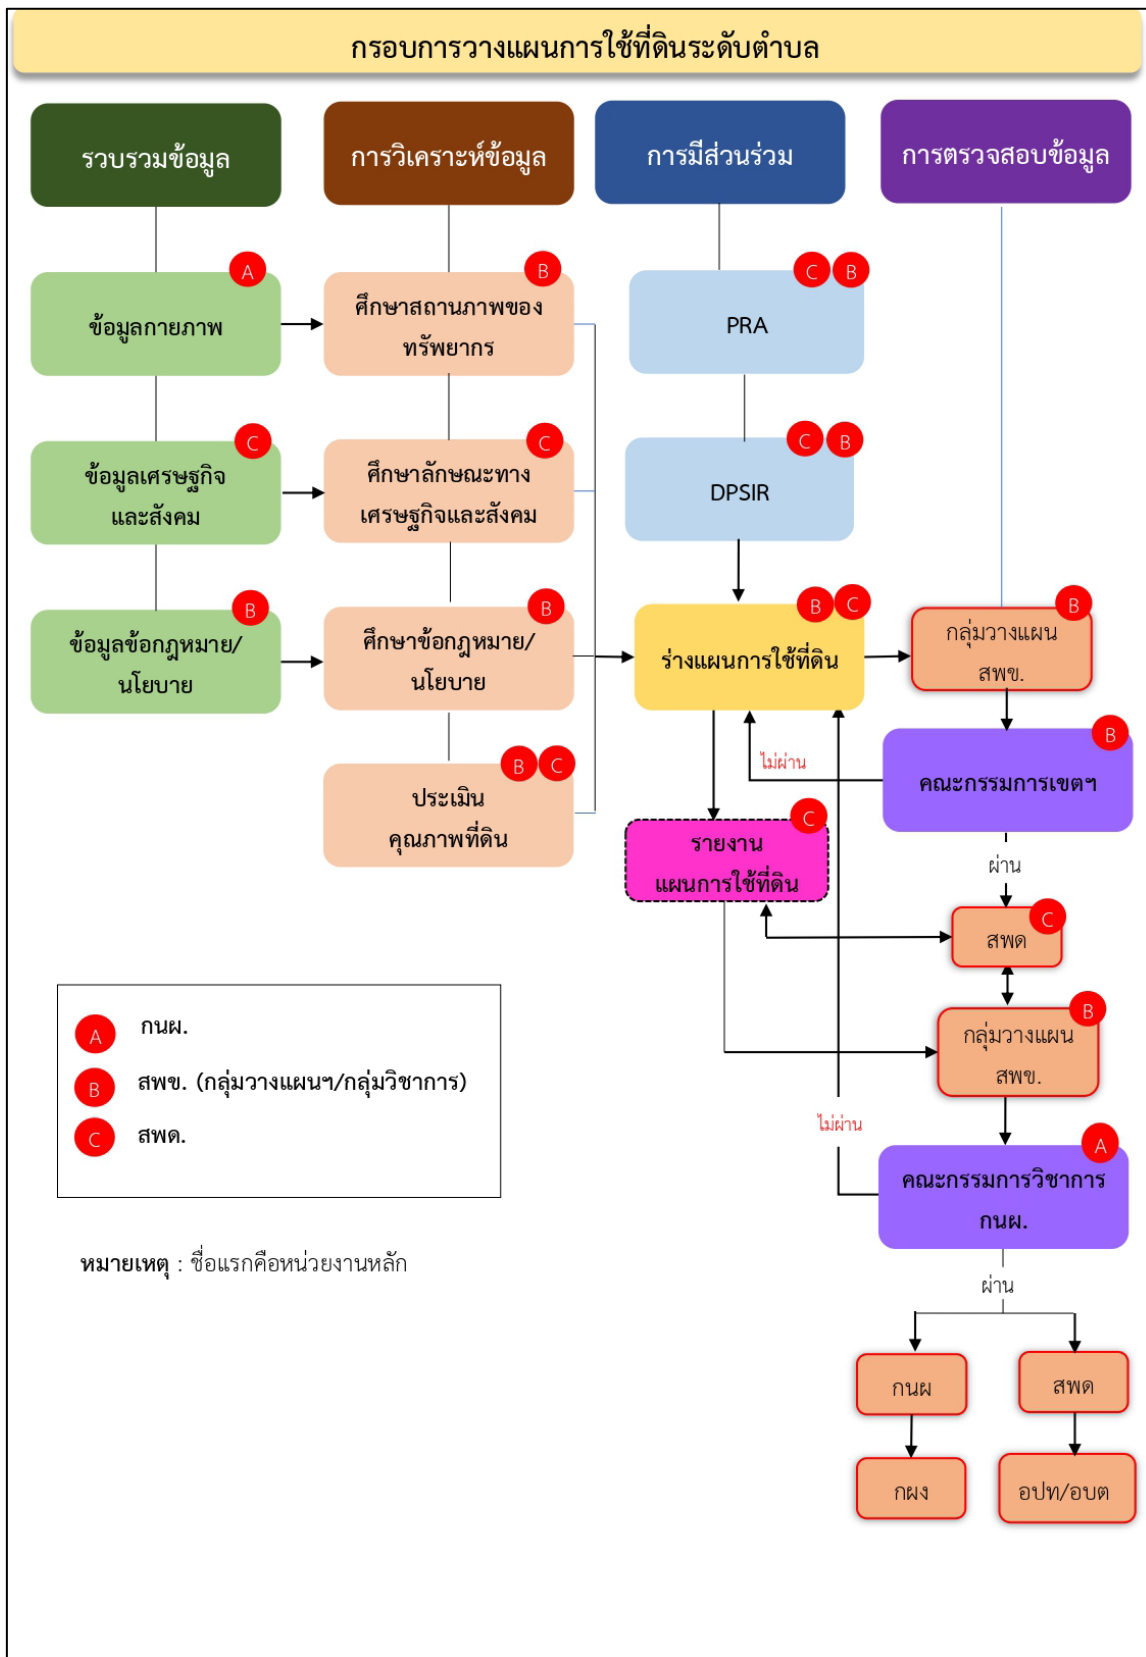 กรอบการวางแผนการใช้ที่ดินระดับตำบล
รวบรวมข้อมูล
การวิเคราะห์ข้อมูล
การมีส่วนร่วม
การตรวจสอบข้อมูล
A
ข้อมูลกายภาพ
B
ศึกษาสถานภาพของ
ทรัพยากร
C B
PRA
C
ข้อมูลเศรษฐกิจ
และสังคม
C
ศึกษาลักษณะทาง
เศรษฐกิจและสังคม
C B
DPSIR
B
ข้อมูลข้อกฎหมาย/
นโยบาย
B
ศึกษาข้อกฎหมาย/
นโยบาย
B C
ร่างแผนการใช้ที่ดิน
B
กลุ่มวางแผน
สพข.
B C
ประเมิน
คุณภาพที่ดิน
ไม่ผ่าน
B
คณะกรรมการเขตฯ
C
รายงาน
แผนการใช้ที่ดิน
ผ่าน
C
สพด
B
กลุ่มวางแผน
สพข.
A กนผ.
B สพข. (กลุ่มวางแผนฯ/กลุ่มวิชาการ)
C สพด.
ไม่ผ่าน
A
คณะกรรมการวิชาการ
กนผ.
หมายเหตุ : ชื่อแรกคือหน่วยงานหลัก
ผ่าน
กนผ
สพด
กผง
อปท/อบต